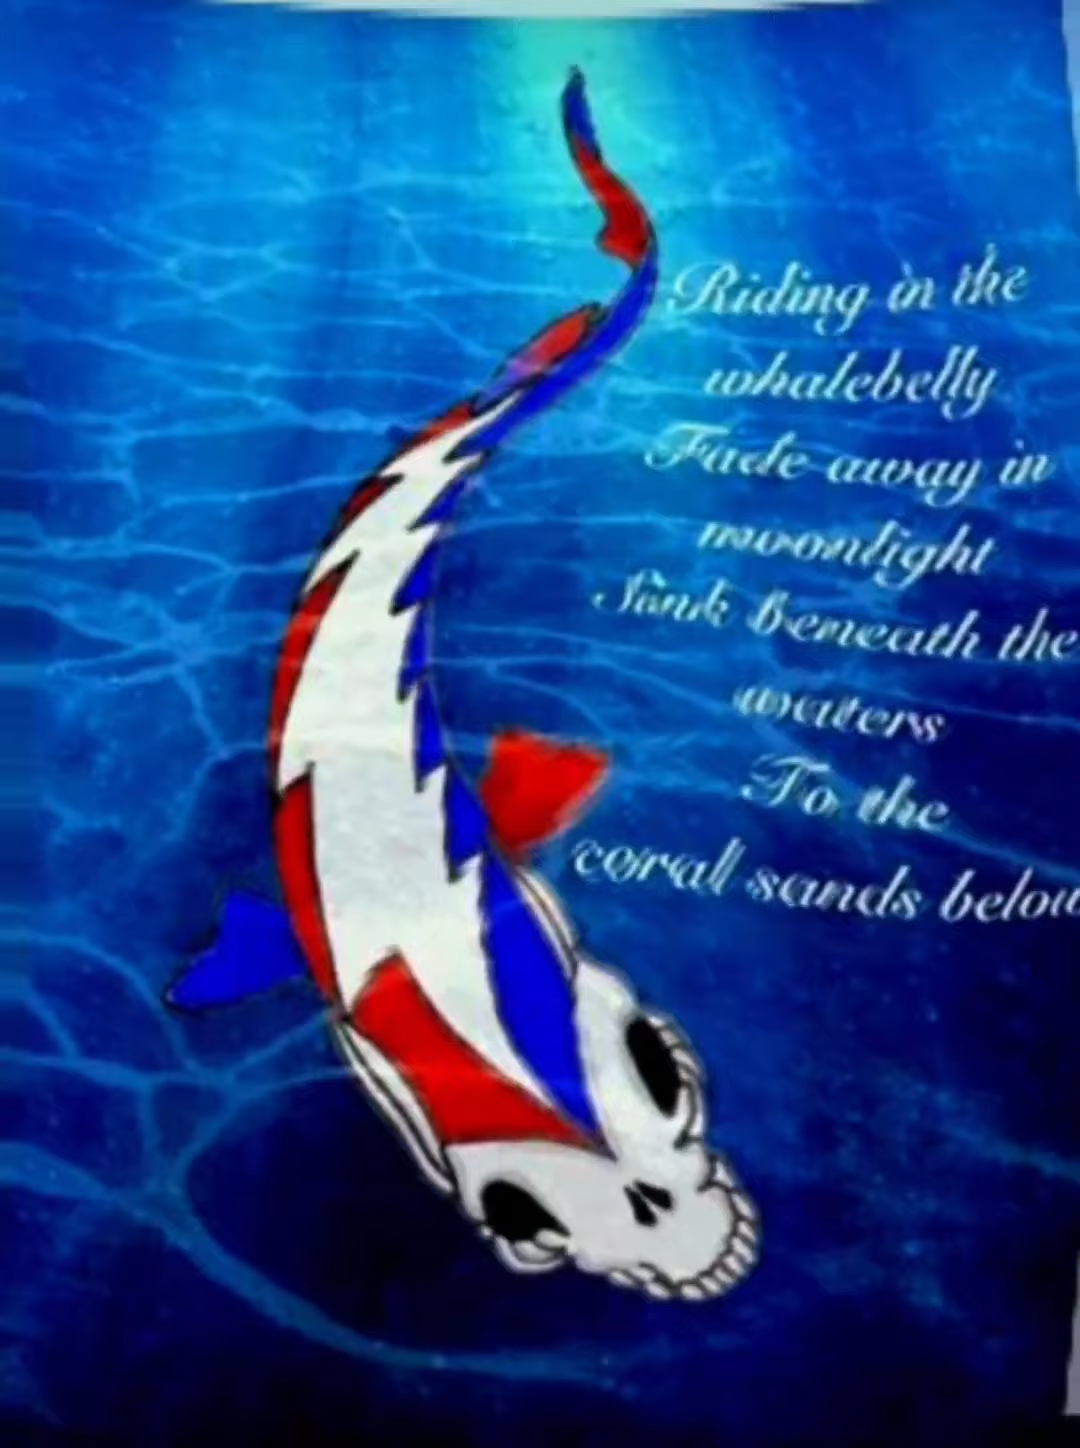 Riding in the
whalebelly
Fade away in
moonlight
Sink Beneath the
waters
To the
coral sands below